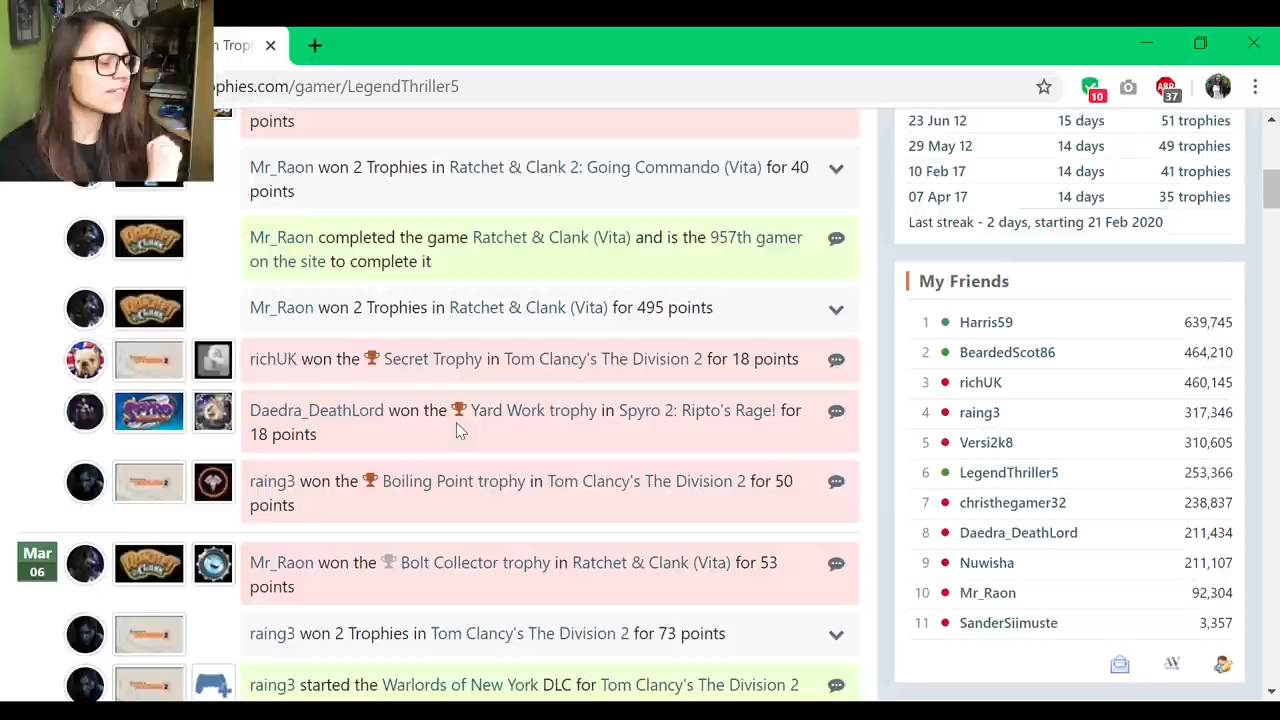 n Trop
phies.com/gamer/LegendThriller5
10
ABP
37
points
Mr_Raon won 2 Trophies in Ratchet & Clank 2: Going Commando (Vita) for 40
points
Mr_Raon completed the game Ratchet & Clank (Vita) and is the 957th gamer
on the site to complete it
Mr_Raon won 2 Trophies in Ratchet & Clank (Vita) for 495 points
richUK won the Secret Trophy in Tom Clancy's The Division 2 for 18 points
Daedra_DeathLord won the Yard Work trophy in Spyro 2: Ripto's Rage! for
18 points
raing3 won the Boiling Point trophy in Tom Clancy's The Division 2 for 50
points
Mar
06
Mr_Raon won the Bolt Collector trophy in Ratchet & Clank (Vita) for 53
points
raing3 won 2 Trophies in Tom Clancy's The Division 2 for 73 points
raing3 started the Warlords of New York DLC for Tom Clancy's The Division 2
23 Jun 12 15 days 51 trophies
29 May 12 14 days 49 trophies
10 Feb 17 14 days 41 trophies
07 Apr 17 14 days 35 trophies
Last streak - 2 days, starting 21 Feb 2020
My Friends
1 Harris59 639,745
2 BeardedScot86 464,210
3 richUK 460,145
4 raing3 317,346
5 Versi2k8 310,605
6 LegendThriller5 253,366
7 christhegamer32 238,837
8 Daedra_DeathLord 211,434
9 Nuwisha 211,107
10 Mr_Raon 92,304
11 SanderSiimuste 3,357